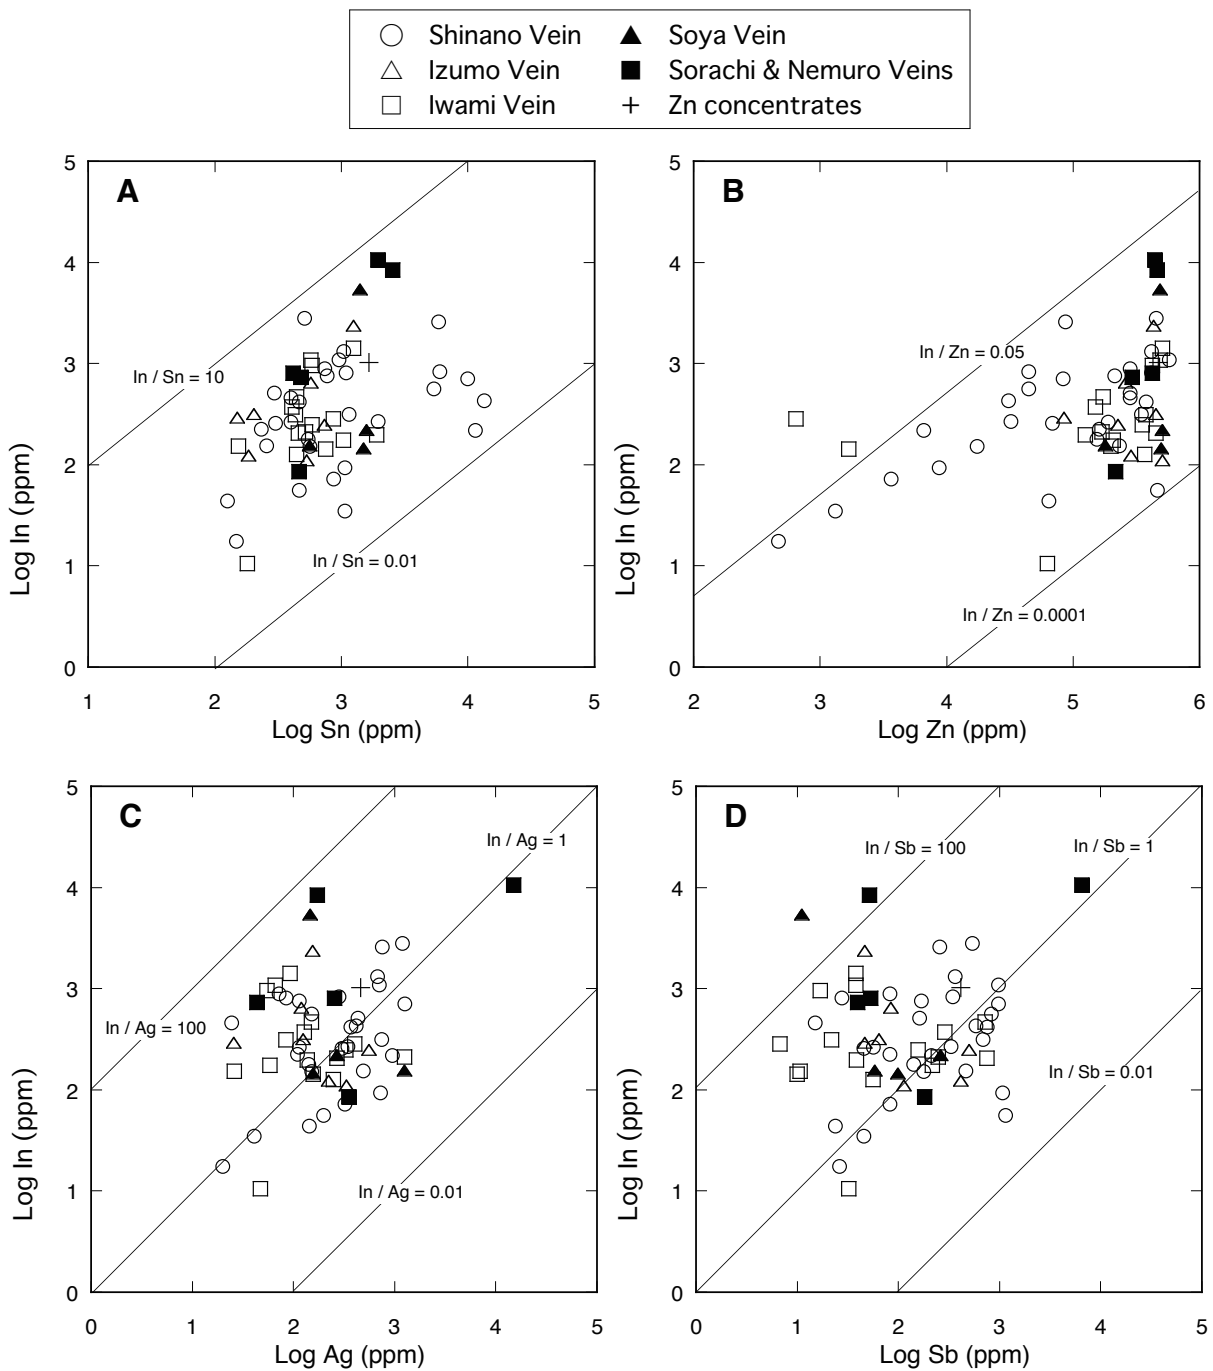 Shinano Vein
Soya Vein
Izumo Vein
Sorachi & Nemuro Veins
Iwami Vein
Zn concentrates
A
5
4
3
2
1
0
1
2
3
4
5
In / Sn = 10
In / Sn = 0.01
Log In (ppm)
Log Sn (ppm)
B
5
4
3
2
1
0
2
3
4
5
6
In / Zn = 0.05
In / Zn = 0.0001
Log In (ppm)
Log Zn (ppm)
C
5
4
3
2
1
0
0
1
2
3
4
5
In / Ag = 1
In / Ag = 100
In / Ag = 0.01
Log In (ppm)
Log Ag (ppm)
D
5
4
3
2
1
0
0
1
2
3
4
5
In / Sb = 100
In / Sb = 1
In / Sb = 0.01
Log In (ppm)
Log Sb (ppm)